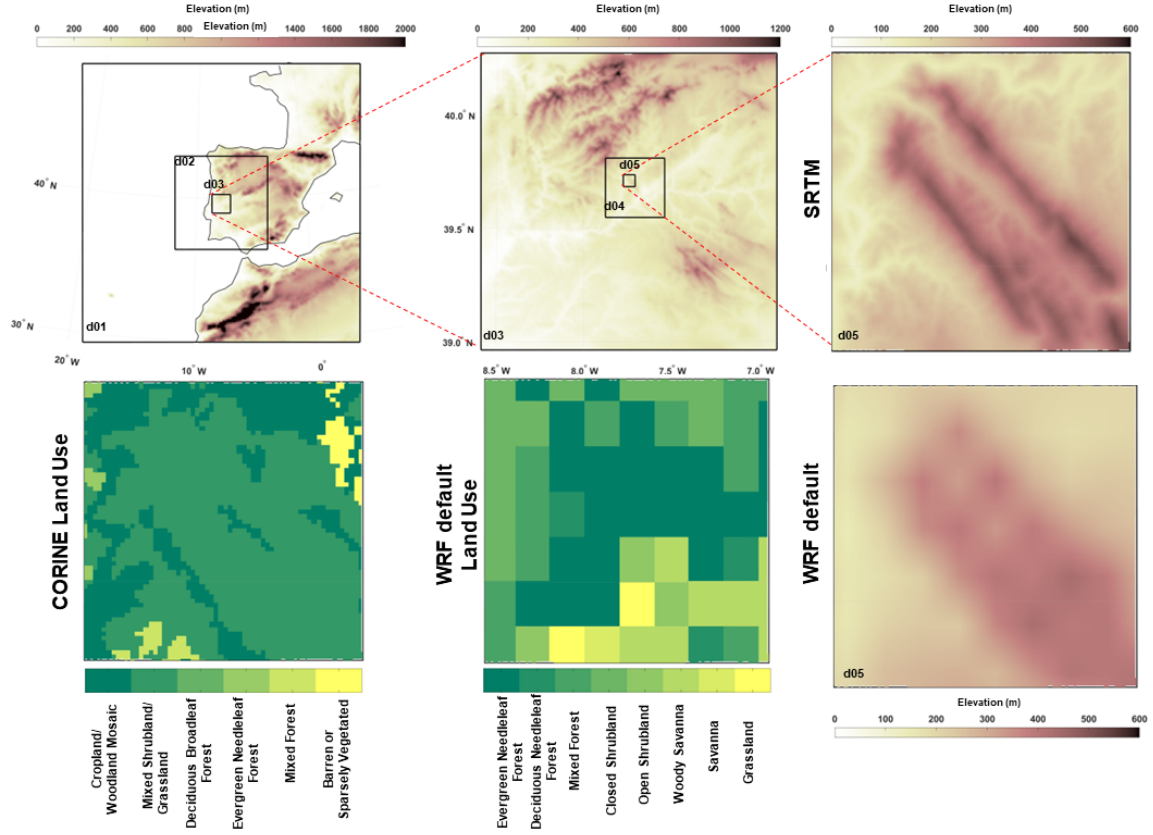 Elevation (m)
Elevation (m)
0 200 400 600 800 1000 1200 1400 1600 1800 2000
Elevation (m)
0 200 400 600 800 1000 1200
Elevation (m)
0 100 200 300 400 500 600
d02
d03
d01
40° N
30° N
20° W
10° W
0°
40.0° N
39.5° N
39.0° N
d05
d04
d03
8.5° W
8.0° W
7.5° W
7.0° W
SRTM
d05
CORINE Land Use
Cropland/
Woodland Mosaic
Mixed Shrubland/
Grassland
Deciduous Broadleaf
Forest
Evergreen Needleleaf
Forest
Mixed Forest
Barren or
Sparsely Vegetated
WRF default
Land Use
Evergreen Needleleaf
Forest
Deciduous Needleleaf
Forest
Mixed Forest
Closed Shrubland
Open Shrubland
Woody Savanna
Savanna
Grassland
WRF default
d05
Elevation (m)
0 100 200 300 400 500 600